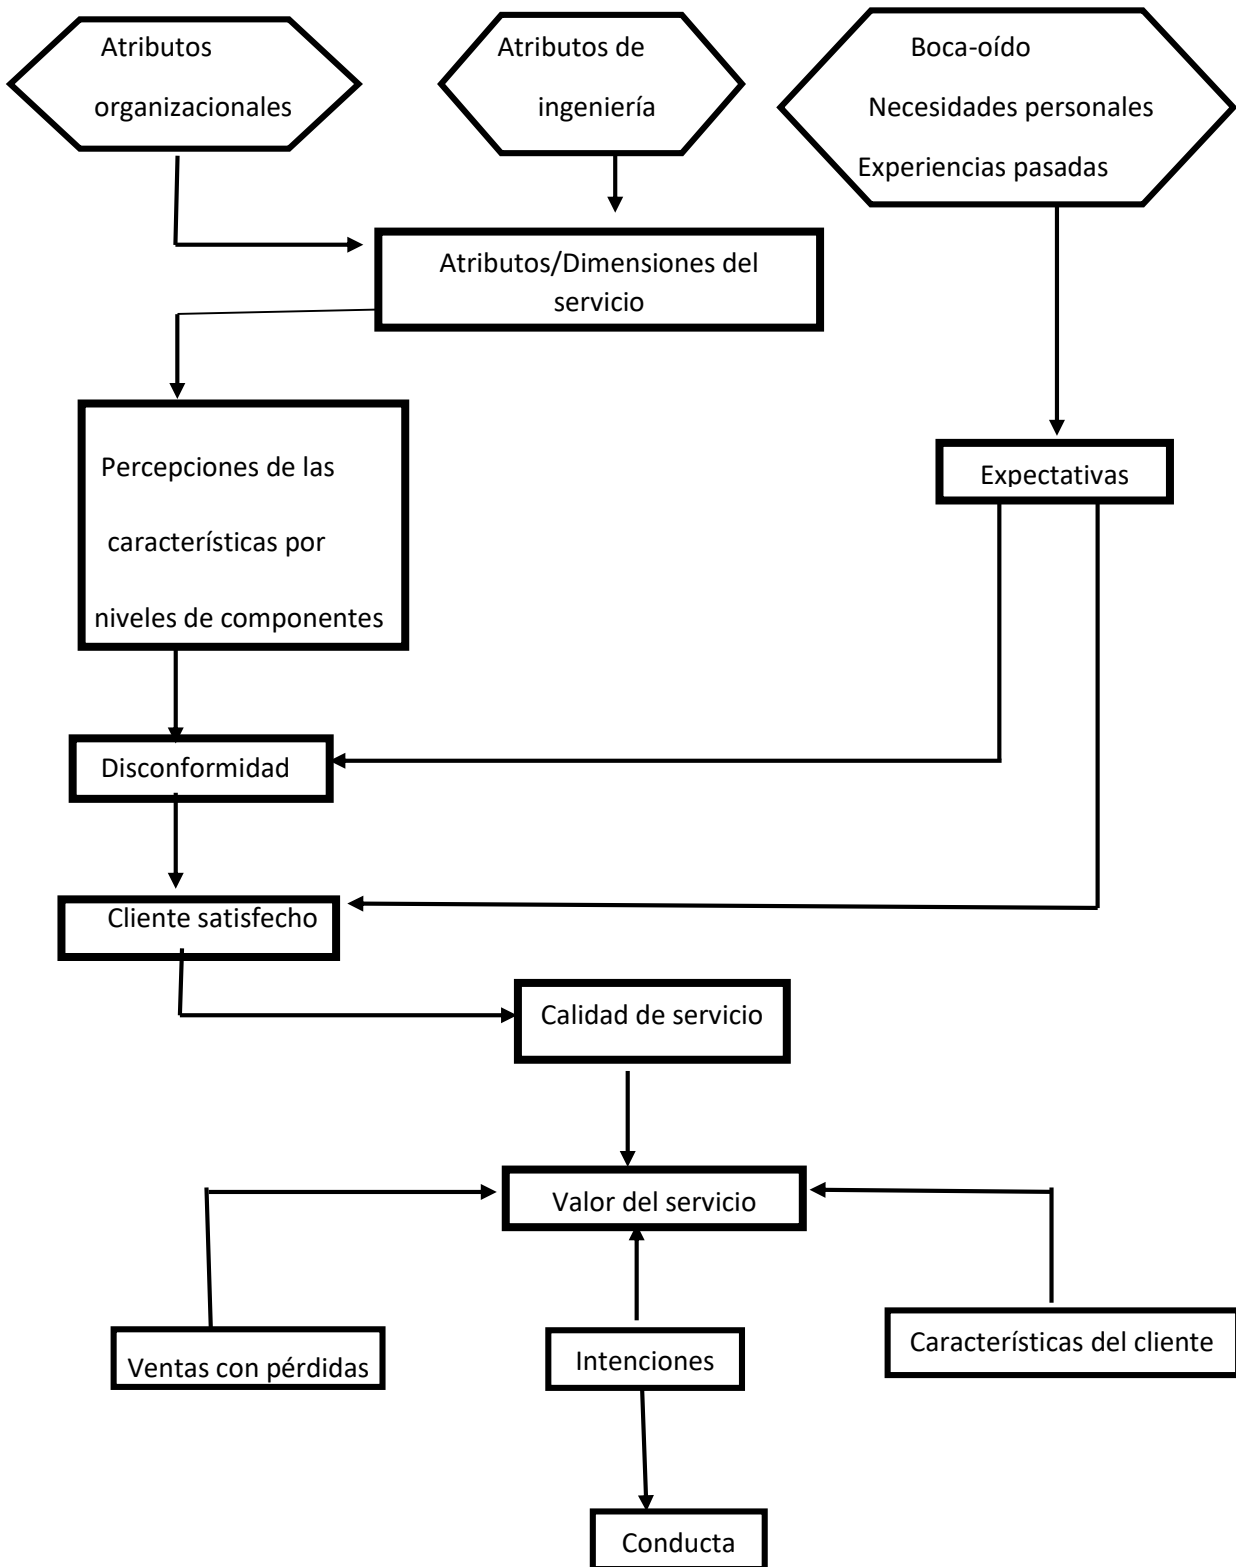 Atributos
organizacionales
Atributos de
ingeniería
Boca-oído
Necesidades personales
Experiencias pasadas
Atributos/Dimensiones del
servicio
Percepciones de las
características por
niveles de componentes
Expectativas
Disconformidad
Cliente satisfecho
Calidad de servicio
Valor del servicio
Ventas con pérdidas
Intenciones
Características del cliente
Conducta